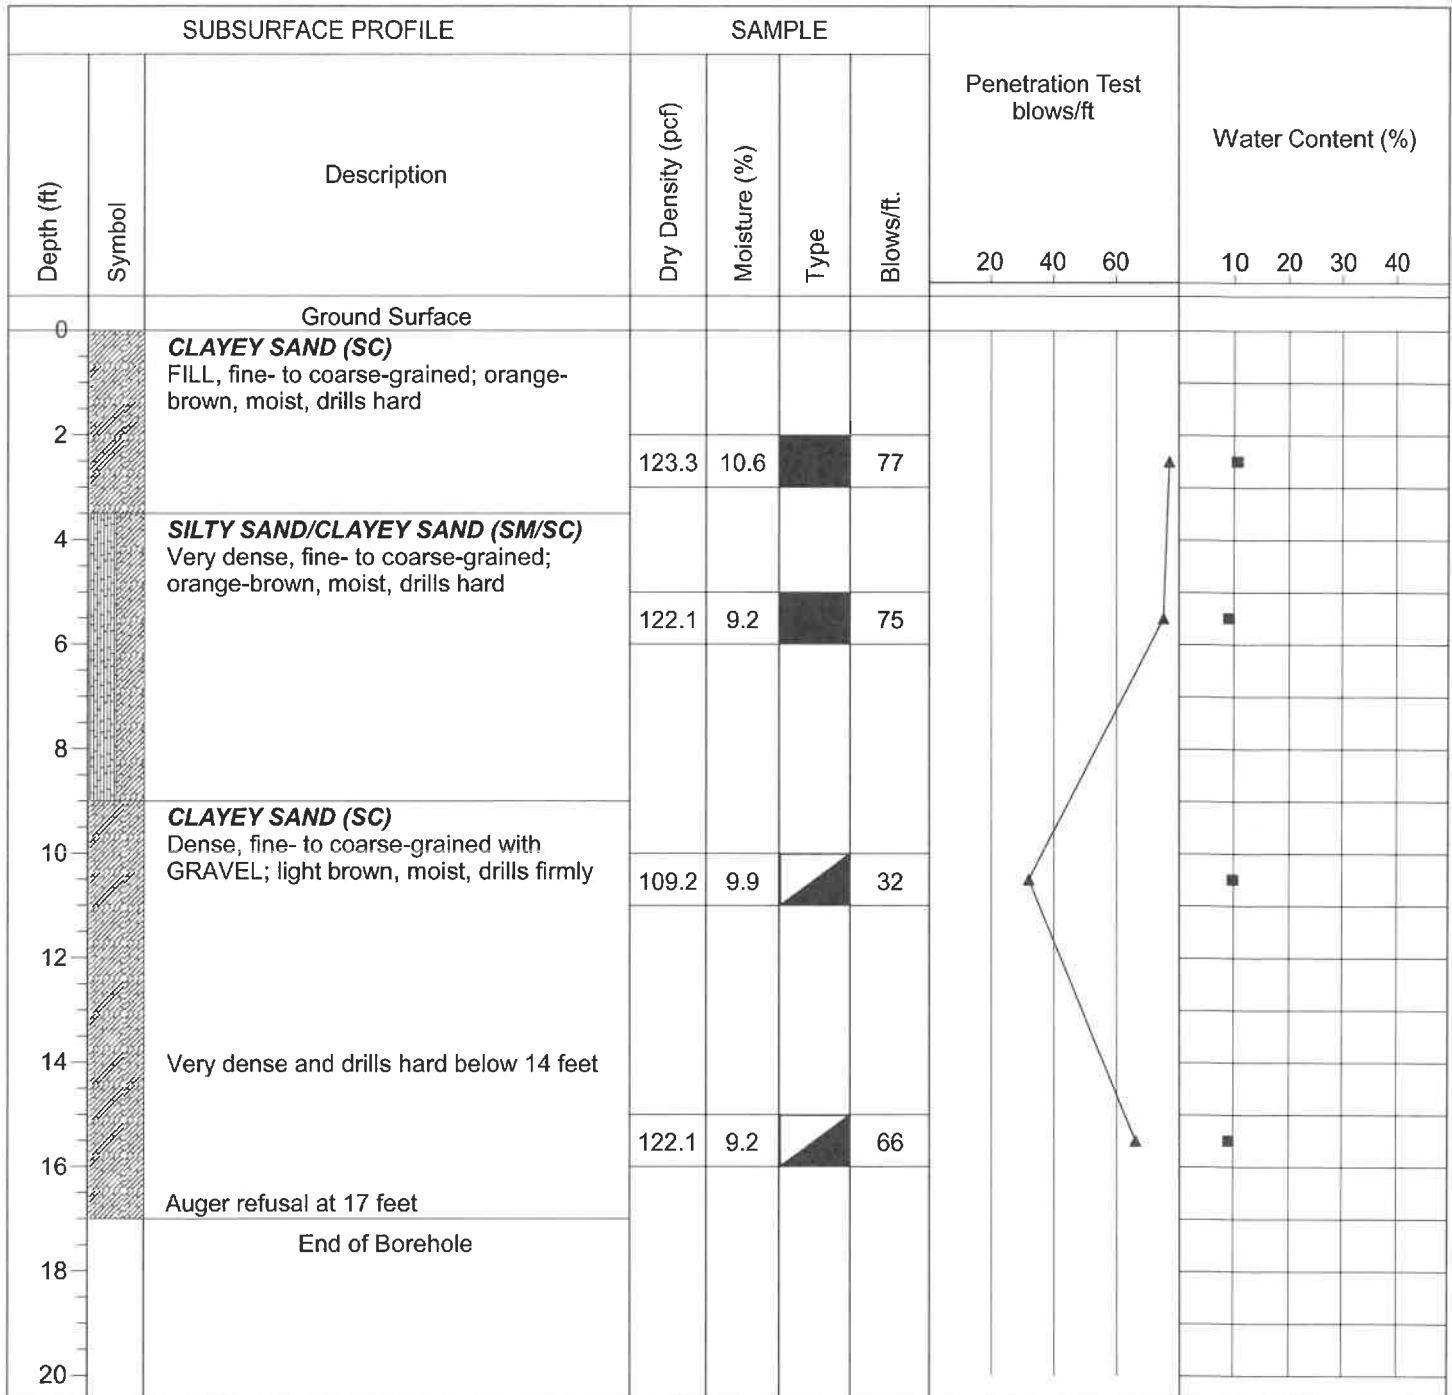 SUBSURFACE PROFILE
SAMPLE
Depth (ft)
Symbol
Description
Dry Density (pcf)
Moisture (%)
Type
Blows/ft.
Penetration Test
blows/ft
20 40 60
Water Content (%)
10 20 30 40
Ground Surface
0
CLAYEY SAND (SC)
FILL, fine- to coarse-grained; orange-
brown, moist, drills hard
2
123.3 10.6 77
SILTY SAND/CLAYEY SAND (SM/SC)
4
Very dense, fine- to coarse-grained;
orange-brown, moist, drills hard
122.1 9.2 75
6
8
CLAYEY SAND (SC)
Dense, fine- to coarse-grained with
10
GRAVEL; light brown, moist, drills firmly
109.2 9.9 32
12
14
Very dense and drills hard below 14 feet
122.1 9.2 66
16
Auger refusal at 17 feet
End of Borehole
18
20